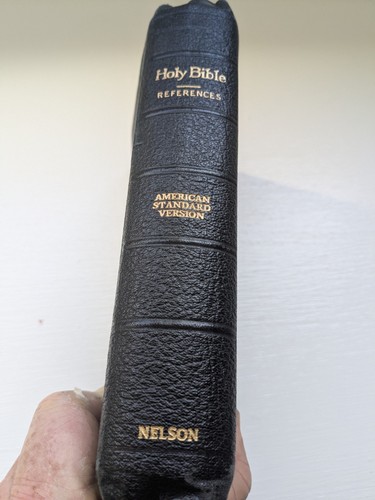 Holy Bible
REFERENCES
AMERICAN
STANDARD
VERSION
NELSON